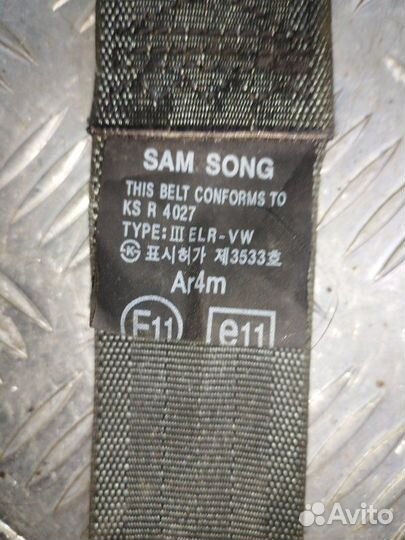 SAM SONG
THIS BELT CONFORMS TO
KS R 4027
TYPE: III ELR-VW
표시허가 제3533호
Ar4m
E11 e11
Avito